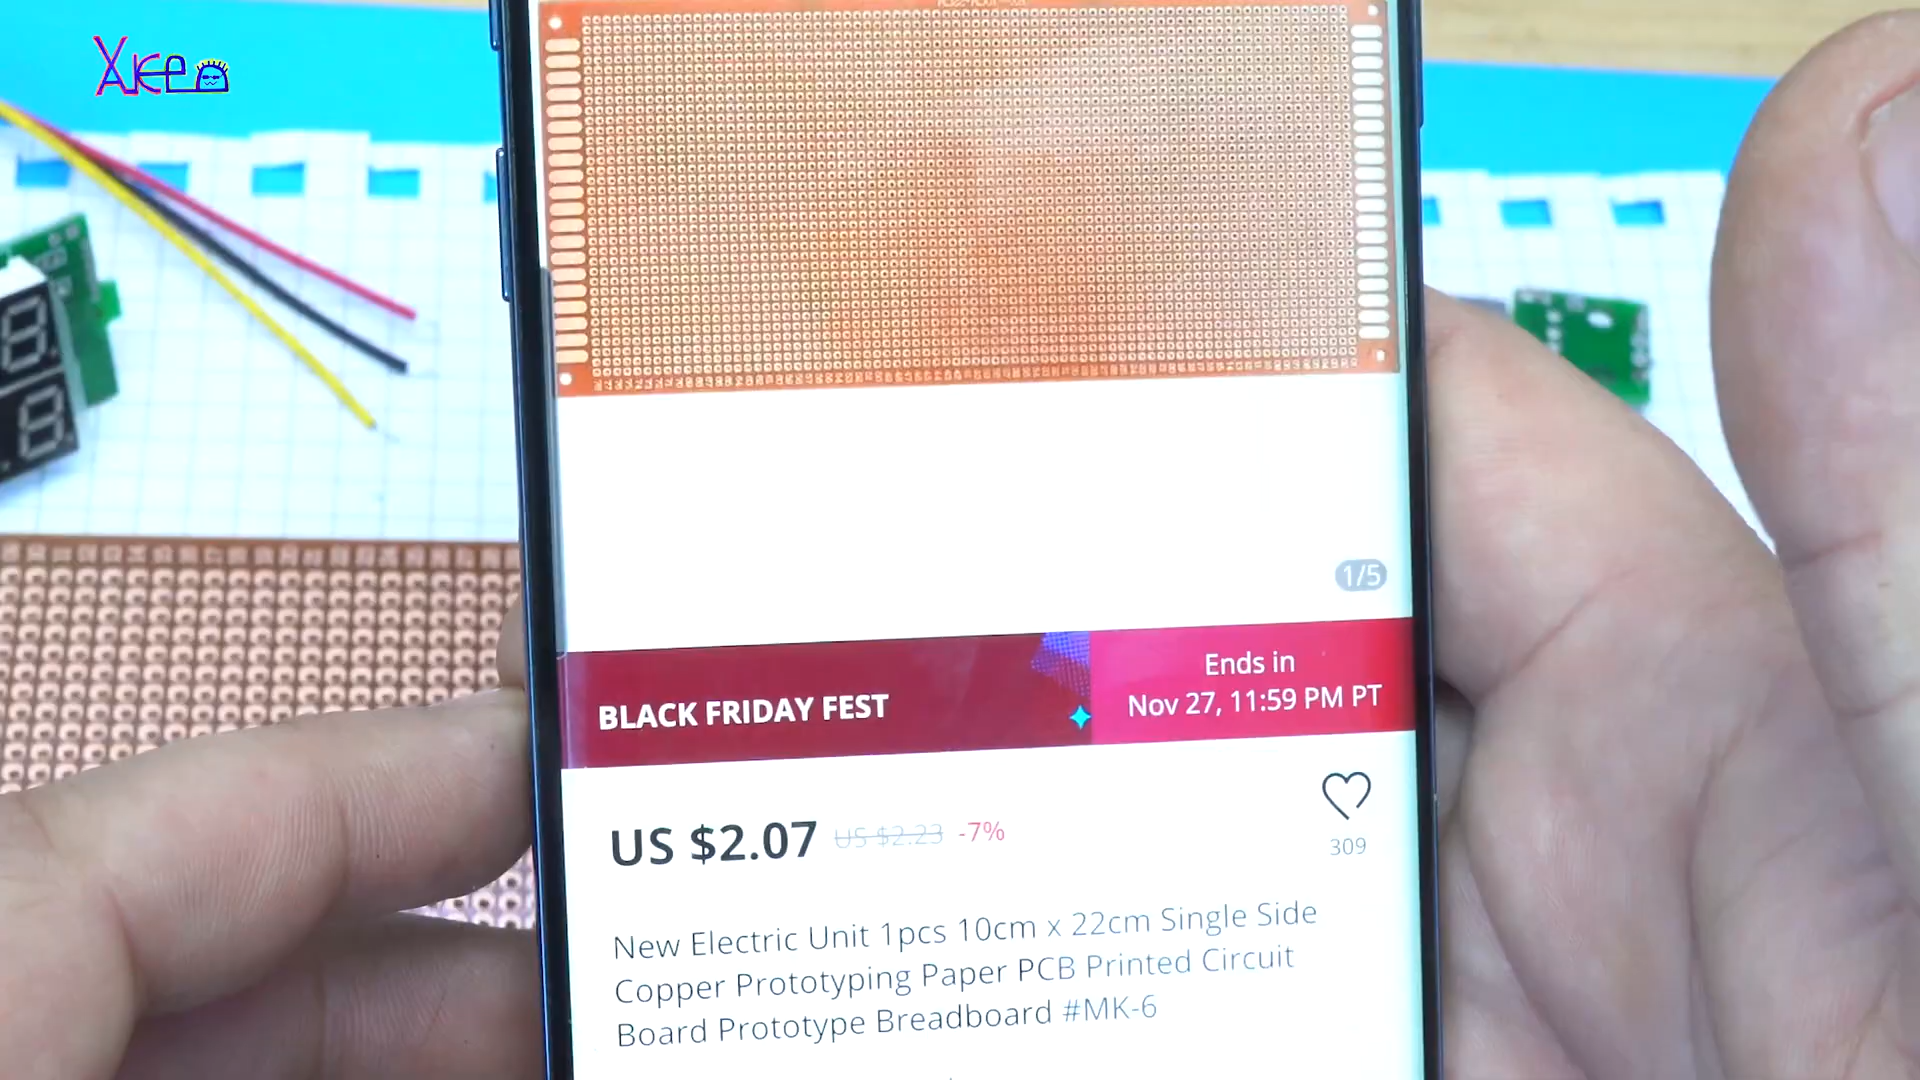 1/5
BLACK FRIDAY FEST
Ends in
Nov 27, 11:59 PM PT
US $2.07 US $2.23 -7%
309
New Electric Unit 1pcs 10cm x 22cm Single Side
Copper Prototyping Paper PCB Printed Circuit
Board Prototype Breadboard #MK-6